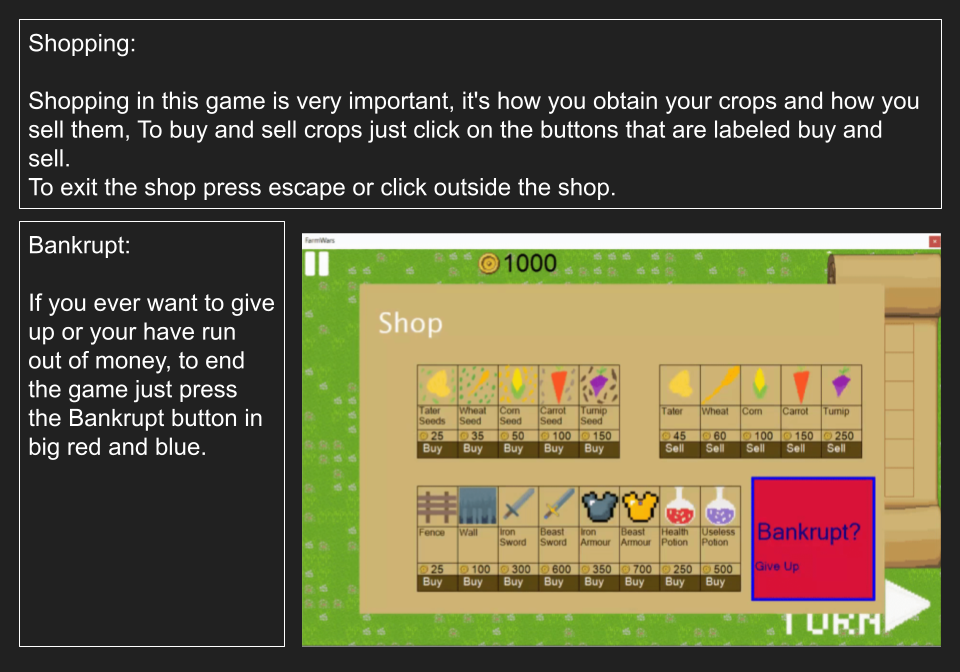 Shopping:
Shopping in this game is very important, it's how you obtain your crops and how you
sell them, To buy and sell crops just click on the buttons that are labeled buy and
sell.
To exit the shop press escape or click outside the shop.
Bankrupt:
If you ever want to give
up or your have run
out of money, to end
the game just press
the Bankrupt button in
big red and blue.
FarmWars
1000
Shop
Tater Wheat Corn Carrot Turnip
Seeds Seed Seed Seed Seed
25 35 50 100 150
Buy Buy Buy Buy Buy
Tater Wheat Corn Carrot Turnip
45 60 100 150 250
Sell Sell Sell Sell Sell
Fence Wall Iron Beast Iron Beast Health Useless
Sword Sword Armour Armour Potion Potion
25 100 300 600 350 700 250 500
Buy Buy Buy Buy Buy Buy Buy Buy
Bankrupt?
Give Up
TURN